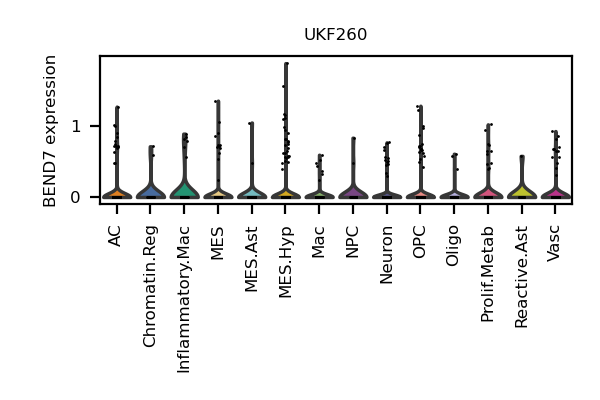 UKF260
BEND7 expression
1
0
AC
Chromatin.Reg
Inflammatory.Mac
MES
MES.Ast
MES.Hyp
Mac
NPC
Neuron
OPC
Oligo
Prolif.Metab
Reactive.Ast
Vasc